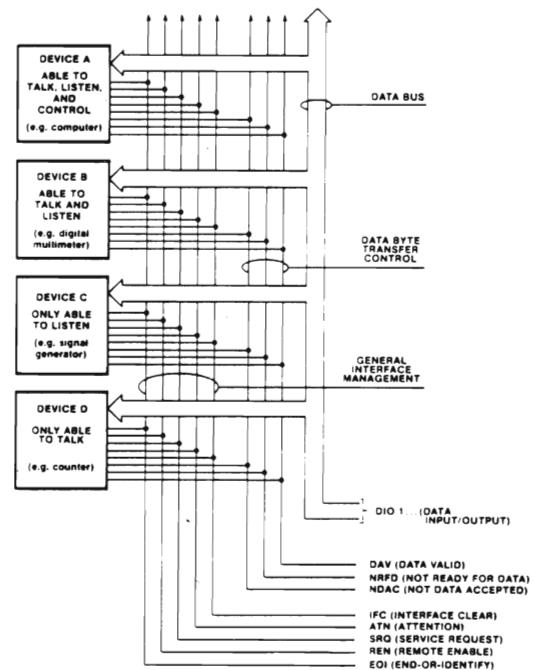 DEVICE A
ABLE TO
TALK, LISTEN,
AND
CONTROL
(e.g. computer)
DATA BUS
DEVICE B
ABLE TO
TALK AND
LISTEN
(e.g. digital
multimeter)
DATA BYTE
TRANSFER
CONTROL
DEVICE C
ONLY ABLE
TO LISTEN
(e.g. signal
generator)
GENERAL
INTERFACE
MANAGEMENT
DEVICE D
ONLY ABLE
TO TALK
(e.g. counter)
DIO 1...(DATA
INPUT/OUTPUT)
DAV (DATA VALID)
NRFD (NOT READY FOR DATA)
NDAC (NOT DATA ACCEPTED)
IFC (INTERFACE CLEAR)
ATN (ATTENTION)
SRQ (SERVICE REQUEST)
REN (REMOTE ENABLE)
EOI (END-OR-IDENTIFY)